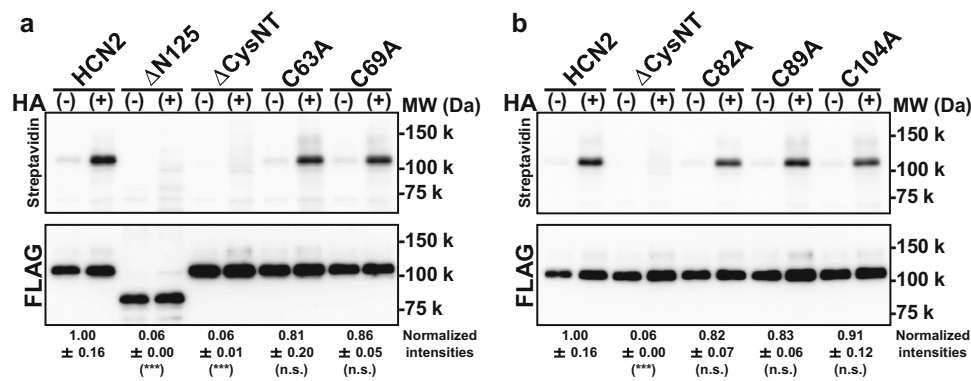 a
HCN2 ΔN125 ΔCysNT C63A C69A
HA (-) (+) (-) (+) (-) (+) (-) (+) (-) (+) MW (Da)
Streptavidin
-150 k
-100 k
-75 k
FLAG
-150 k
-100 k
-75 k
1.00 0.06 0.06 0.81 0.86 Normalized
± 0.16 ± 0.00 ± 0.01 ± 0.20 ± 0.05 intensities
(***) (***) (n.s.) (n.s.)
b
HCN2 ΔCysNT C82A C89A C104A
HA (-) (+) (-) (+) (-) (+) (-) (+) (-) (+) MW (Da)
Streptavidin
-150 k
-100 k
-75 k
FLAG
-150 k
-100 k
-75 k
1.00 0.06 0.82 0.83 0.91 Normalized
± 0.16 ± 0.00 ± 0.07 ± 0.06 ± 0.12 intensities
(***) (n.s.) (n.s.) (n.s.)